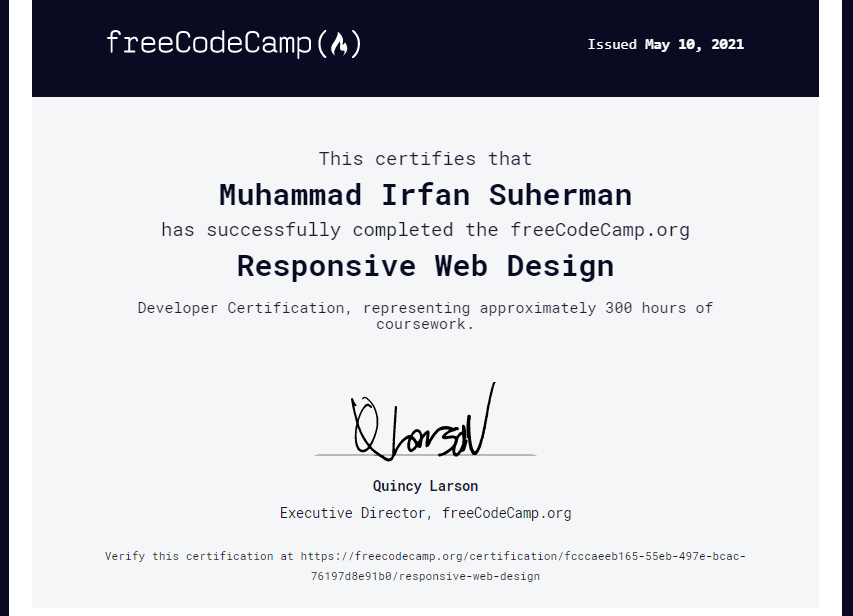 freeCodeCamp(🔥)
Issued May 10, 2021
This certifies that
Muhammad Irfan Suherman
has successfully completed the freeCodeCamp.org
Responsive Web Design
Developer Certification, representing approximately 300 hours of
coursework.
Q Larson
Quincy Larson
Executive Director, freeCodeCamp.org
Verify this certification at https://freecodecamp.org/certification/fcccaeeb165-55eb-497e-bcac-
76197d8e91b0/responsive-web-design